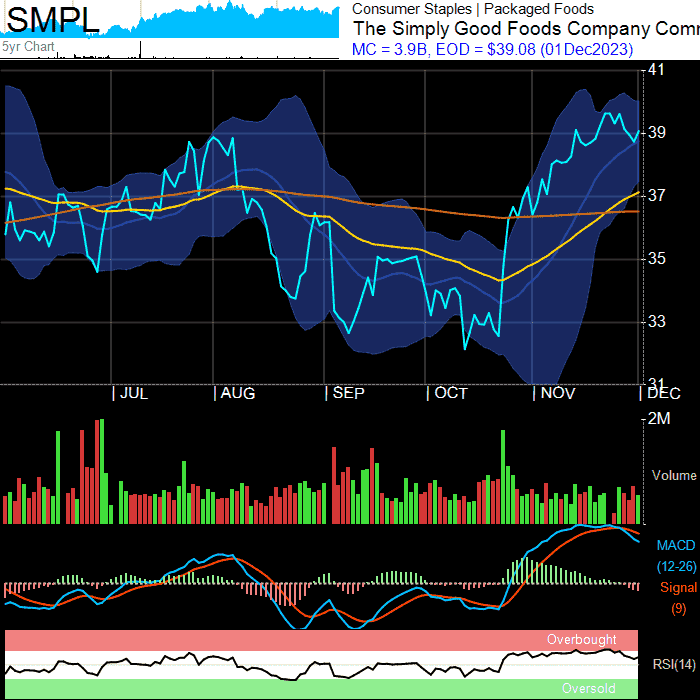 SMPL
5yr Chart
Consumer Staples | Packaged Foods
The Simply Good Foods Company Comm
MC = 3.9B, EOD = $39.08 (01Dec2023)
41
39
37
35
33
31
JUL AUG SEP OCT NOV DEC
2M
Volume
MACD
(12-26)
Signal
(9)
Overbought
RSI(14)
Oversold